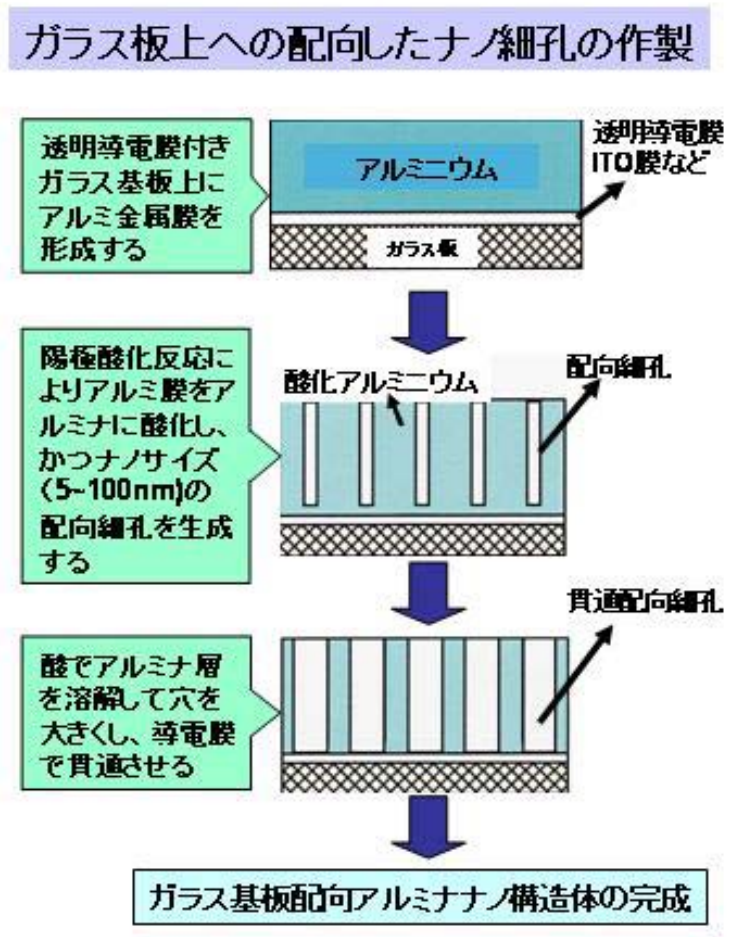 ガラス板上への配向したナノ細孔の作製
透明導電膜付き
ガラス基板上に
アルミ金属膜を
形成する
アルミニウム
透明導電膜
ITO膜など
ガラス板
陽極酸化反応に
よりアルミ膜をア
ルミナに酸化し、
かつナノサイズ
(5~100nm)の
配向細孔を生成
する
酸化アルミニウム
配向細孔
酸でアルミナ層
を溶解して穴を
大きくし、導電膜
で貫通させる
貫通配向細孔
ガラス基板配向アルミナナノ構造体の完成